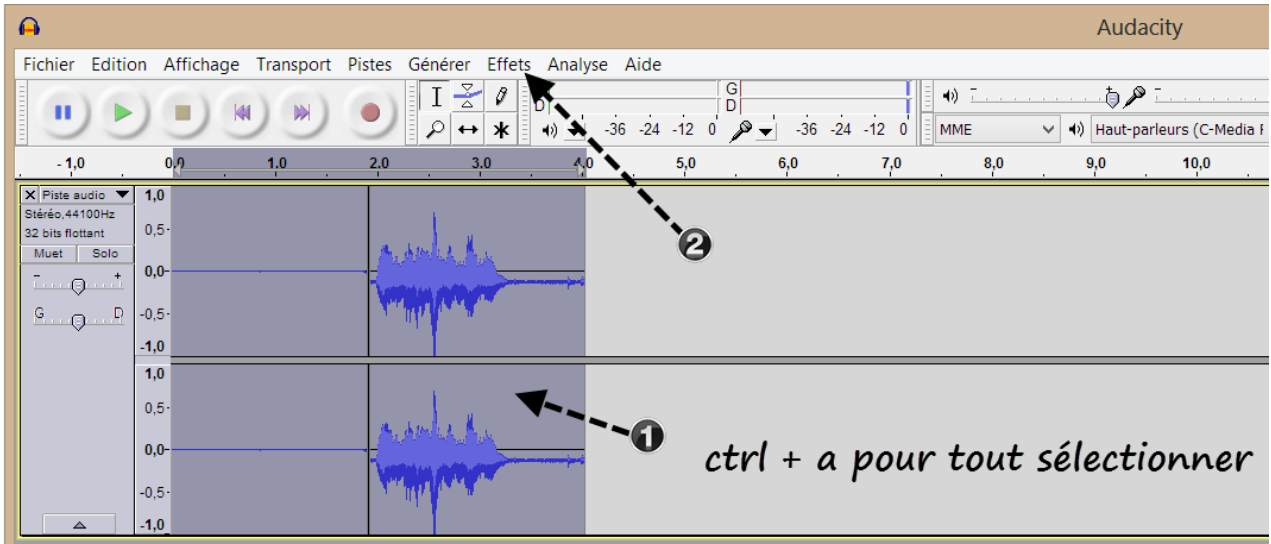 Audacity
Fichier Edition Affichage Transport Pistes Générer Effets Analyse Aide
G
D
-36 -24 -12 0
-36 -24 -12 0
MME
Haut-parleurs (C-Media
- 1,0 0,0 1.0 2.0 3.0 4,0 5,0 6,0 7,0 8,0 9,0 10,0
X Piste audio
Stéréo,44100Hz
32 bits flottant
Muet Solo
- +
G D
1,0
0,5-
0,0-
-0,5-
-1,0
2
1,0
0,5-
0,0-
-0,5-
-1,0
1
ctrl + a pour tout sélectionner